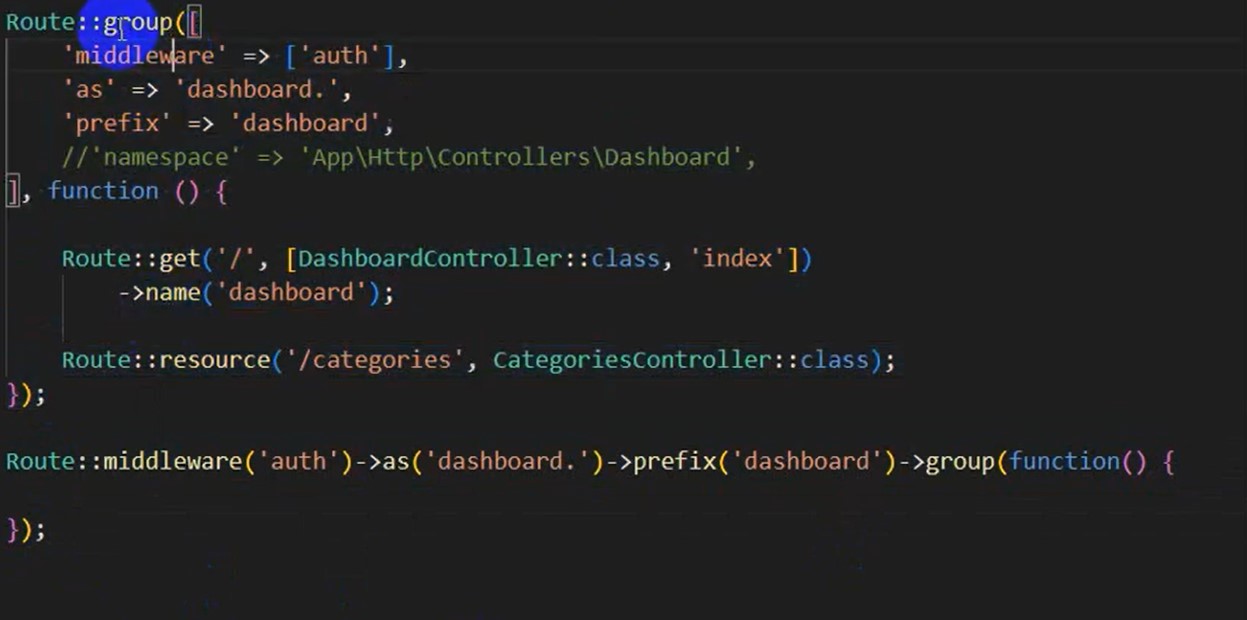 Route::group([
    'middleware' => ['auth'],
    'as' => 'dashboard.',
    'prefix' => 'dashboard',
    //'namespace' => 'App\Http\Controllers\Dashboard',
], function () {
    Route::get('/', [DashboardController::class, 'index'])
        ->name('dashboard');
    Route::resource('/categories', CategoriesController::class);
});
Route::middleware('auth')->as('dashboard.')->prefix('dashboard')->group(function() {
});